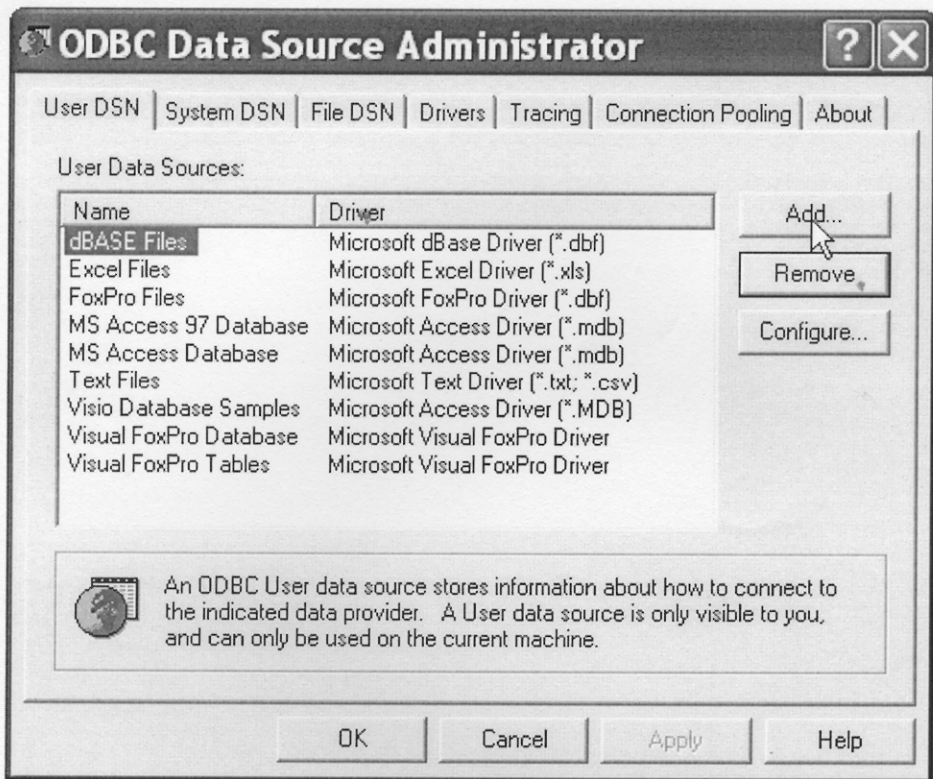 ODBC Data Source Administrator
User DSN System DSN File DSN Drivers Tracing Connection Pooling About
User Data Sources:
Name Driver
dBASE Files Microsoft dBase Driver (*.dbf)
Excel Files Microsoft Excel Driver (*.xls)
FoxPro Files Microsoft FoxPro Driver (*.dbf)
MS Access 97 Database Microsoft Access Driver (*.mdb)
MS Access Database Microsoft Access Driver (*.mdb)
Text Files Microsoft Text Driver (*.txt; *.csv)
Visio Database Samples Microsoft Access Driver (*.MDB)
Visual FoxPro Database Microsoft Visual FoxPro Driver
Visual FoxPro Tables Microsoft Visual FoxPro Driver
Add...
Remove
Configure...
An ODBC User data source stores information about how to connect to
the indicated data provider. A User data source is only visible to you,
and can only be used on the current machine.
OK Cancel Apply Help